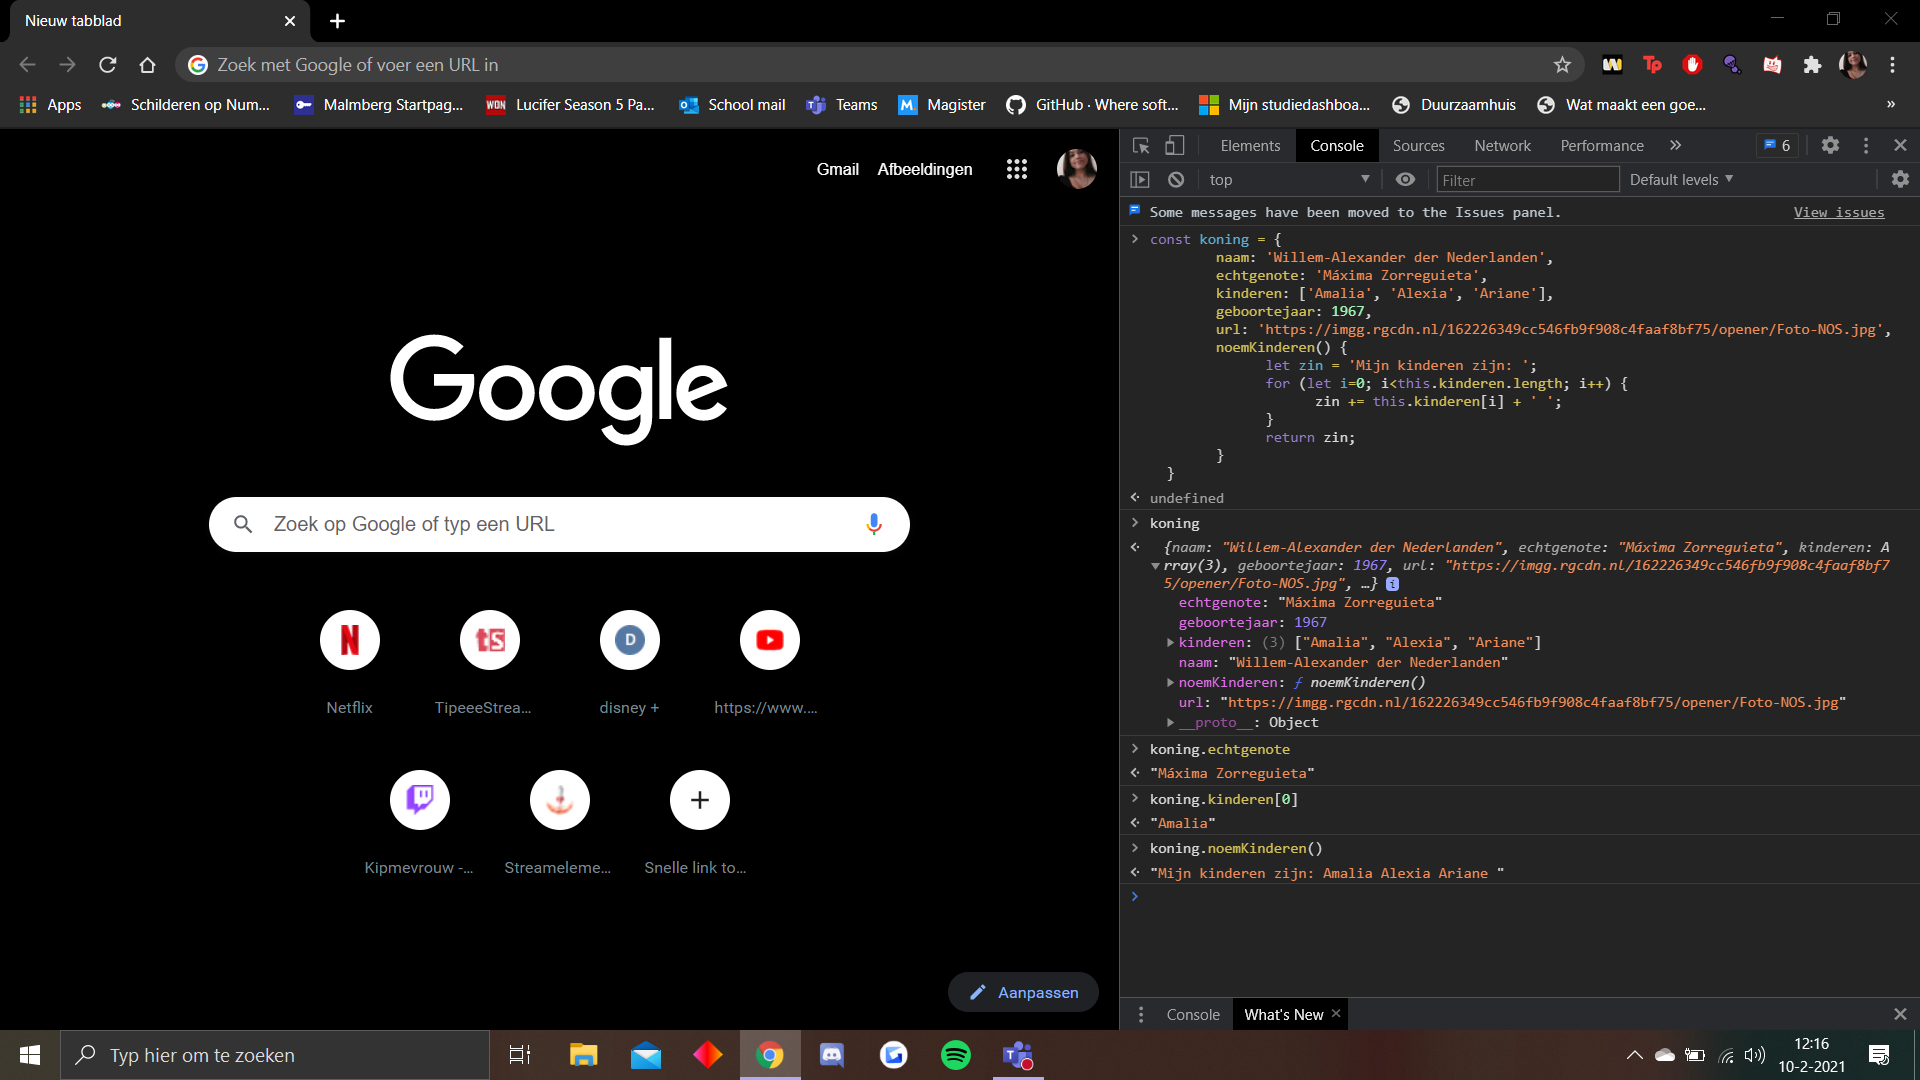 Nieuw tabblad
Zoek met Google of voer een URL in
Apps Schilderen op Num... Malmberg Startpag... WON Lucifer Season 5 Pa... School mail Teams M. Magister GitHub · Where soft... Mijn studiedashboa... Duurzaamhuis Wat maakt een goe... »
Gmail Afbeeldingen
Google
Zoek op Google of typ een URL
Netflix TipeeeStrea... disney + https://www....
Kipmevrouw -... Streameleme... Snelle link to...
Aanpassen
Elements Console Sources Network Performance » 6
top Filter Default levels
Some messages have been moved to the Issues panel. View issues
const koning = {
naam: 'Willem-Alexander der Nederlanden',
echtgenote: 'Máxima Zorreguieta',
kinderen: ['Amalia', 'Alexia', 'Ariane'],
geboortejaar: 1967,
url: 'https://imgg.rgcdn.nl/162226349cc546fb9f908c4faaf8bf75/opener/Foto-NOS.jpg',
noemKinderen() {
let zin = 'Mijn kinderen zijn: ';
for (let i=0; i<this.kinderen.length; i++) {
zin += this.kinderen[i] + ' ';
}
return zin;
}
}
undefined
koning
{naam: "Willem-Alexander der Nederlanden", echtgenote: "Máxima Zorreguieta", kinderen: A
rray(3), geboortejaar: 1967, url: "https://imgg.rgcdn.nl/162226349cc546fb9f908c4faaf8bf7
5/opener/Foto-NOS.jpg", …} i
echtgenote: "Máxima Zorreguieta"
geboortejaar: 1967
kinderen: (3) ["Amalia", "Alexia", "Ariane"]
naam: "Willem-Alexander der Nederlanden"
noemKinderen: ƒ noemKinderen()
url: "https://imgg.rgcdn.nl/162226349cc546fb9f908c4faaf8bf75/opener/Foto-NOS.jpg"
__proto__: Object
koning.echtgenote
"Máxima Zorreguieta"
koning.kinderen[0]
"Amalia"
koning.noemKinderen()
"Mijn kinderen zijn: Amalia Alexia Ariane "
Console What's New
Typ hier om te zoeken
12:16
10-2-2021